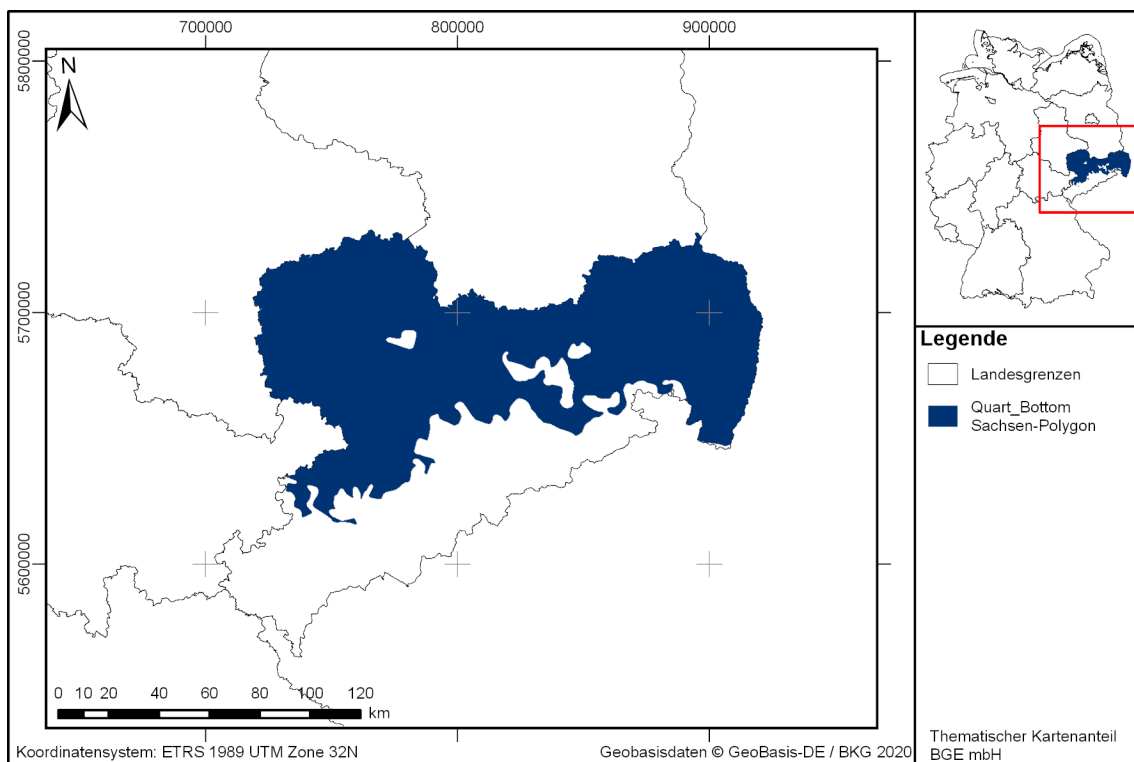 700000
800000
900000
5800000
5700000
5600000
N
0 10 20 40 60 80 100 120
km
Koordinatensystem: ETRS 1989 UTM Zone 32N
Geobasisdaten © GeoBasis-DE / BKG 2020
Legende
Landesgrenzen
Quart_Bottom
Sachsen-Polygon
Thematischer Kartenanteil
BGE mbH